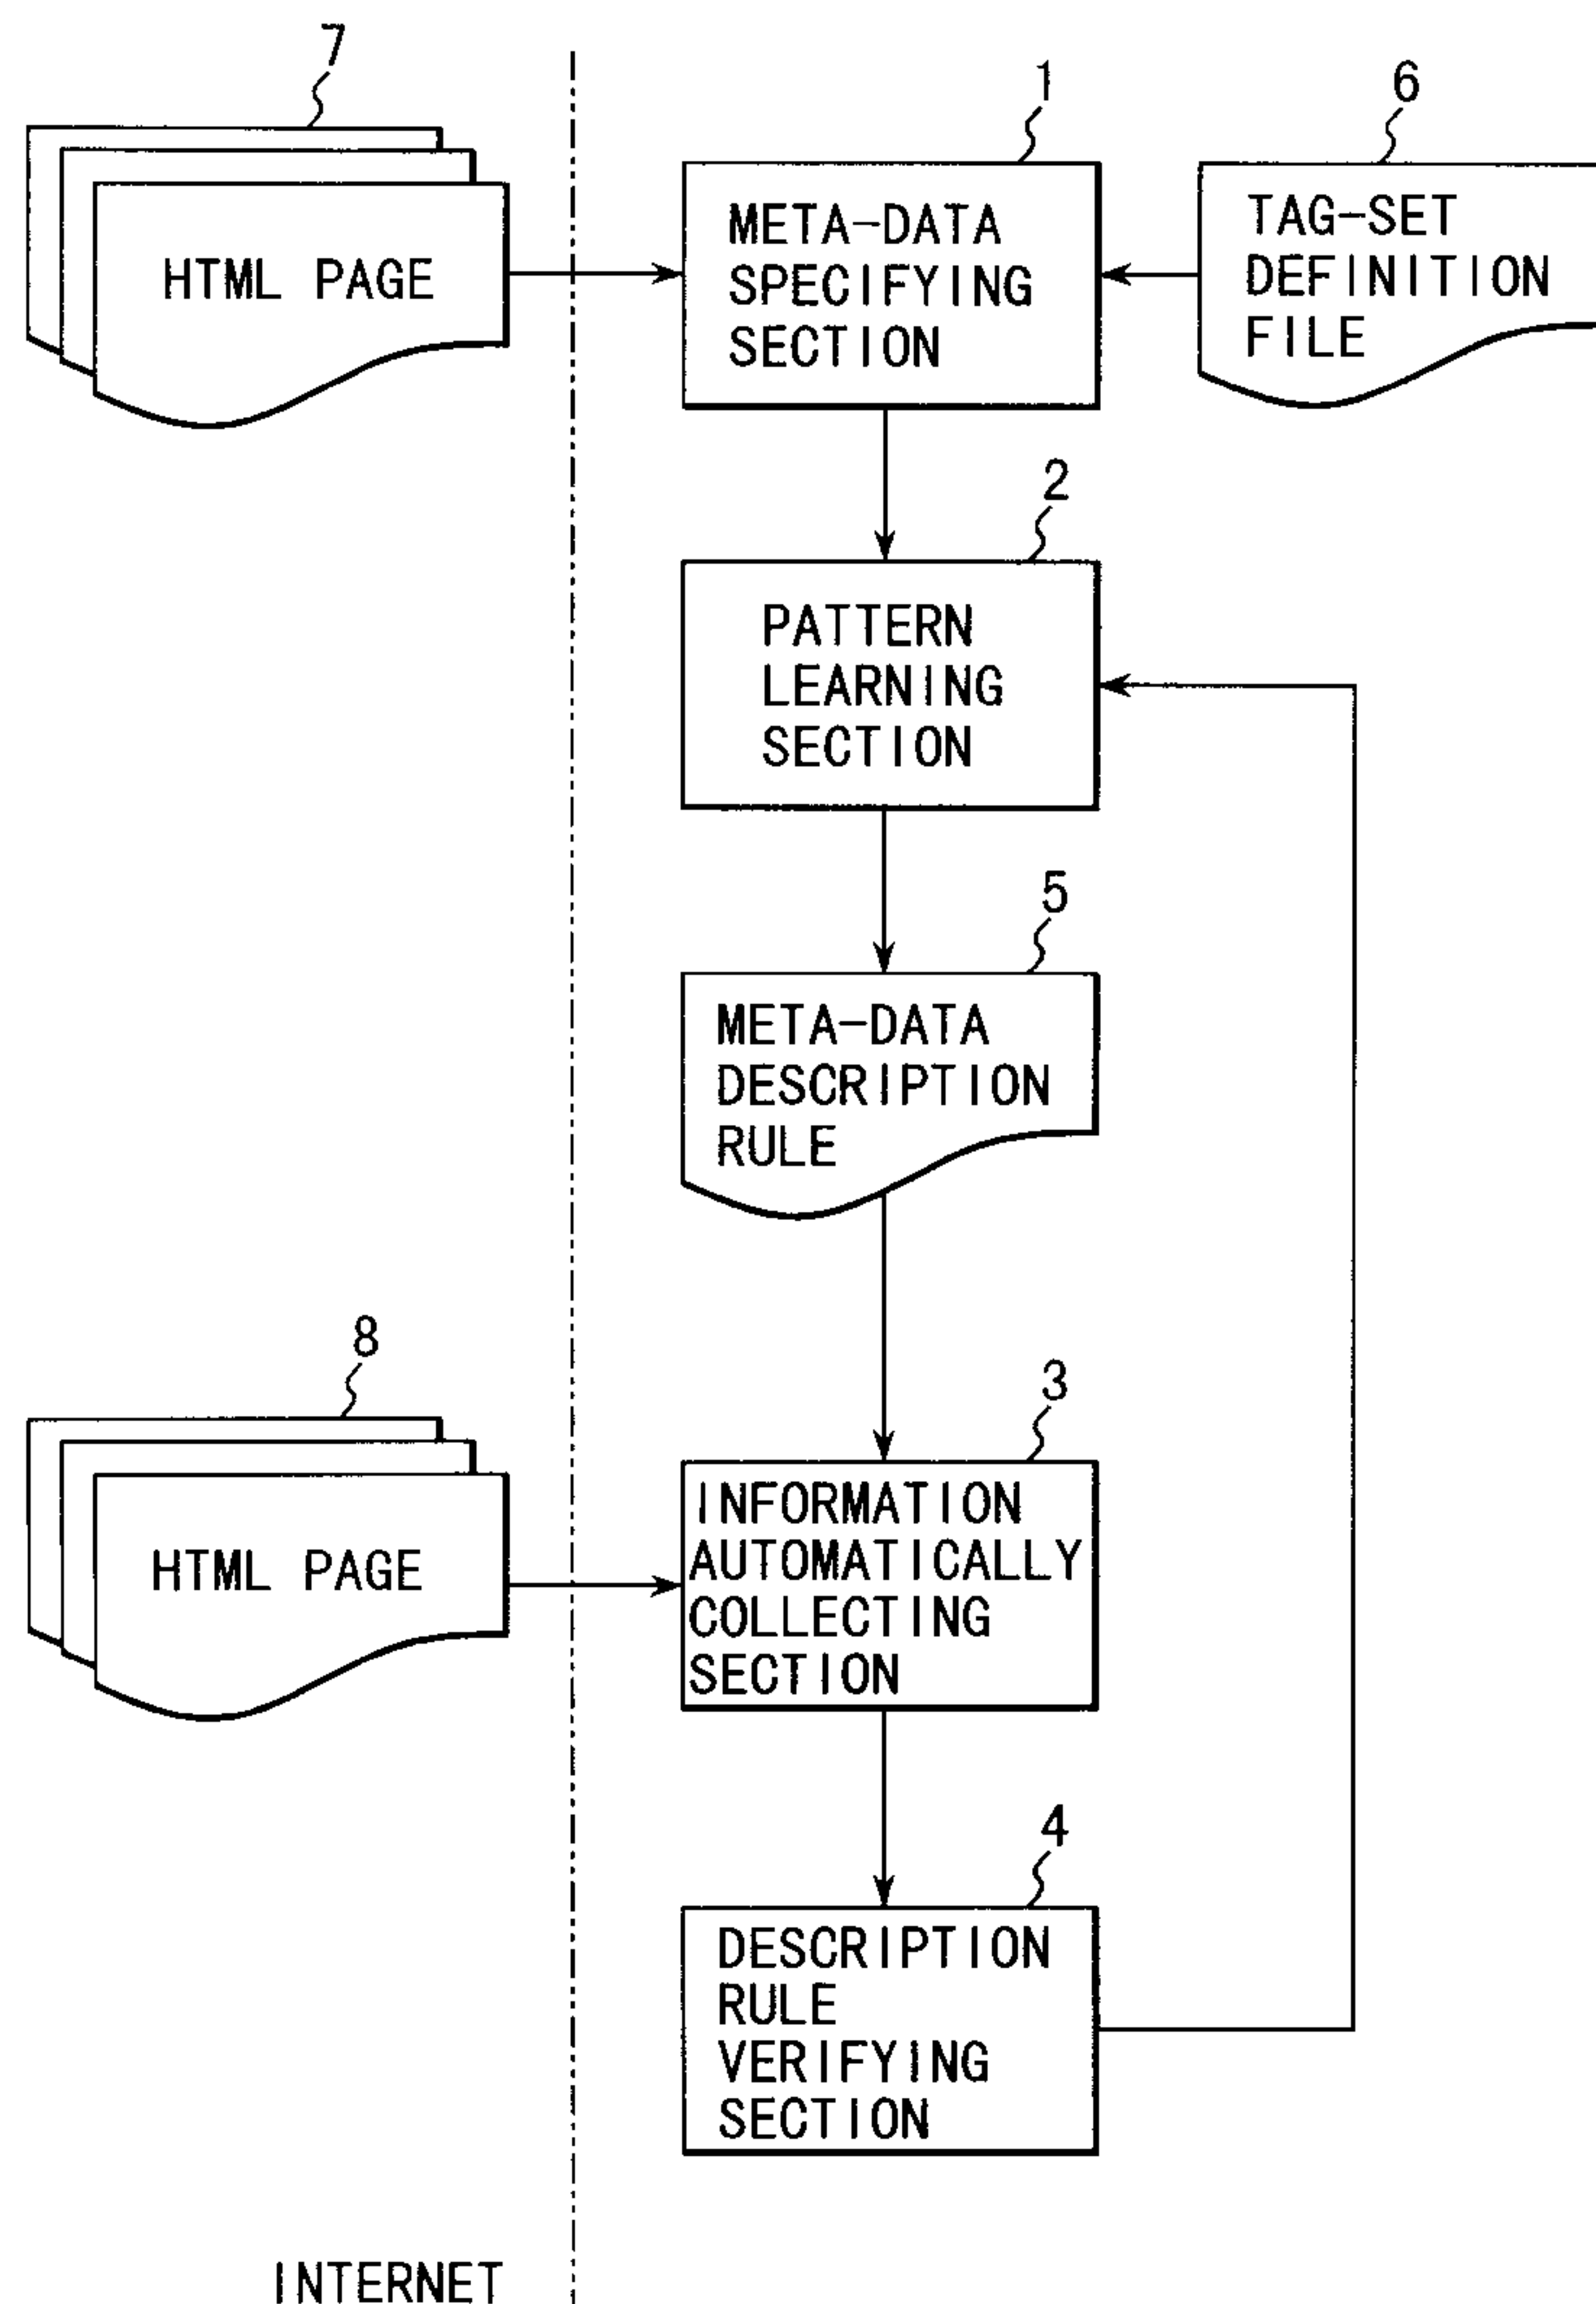 7
1
6
HTML PAGE
META-DATA
SPECIFYING
SECTION
TAG-SET
DEFINITION
FILE
2
PATTERN
LEARNING
SECTION
5
META-DATA
DESCRIPTION
RULE
8
3
HTML PAGE
INFORMATION
AUTOMATICALLY
COLLECTING
SECTION
4
DESCRIPTION
RULE
VERIFYING
SECTION
INTERNET